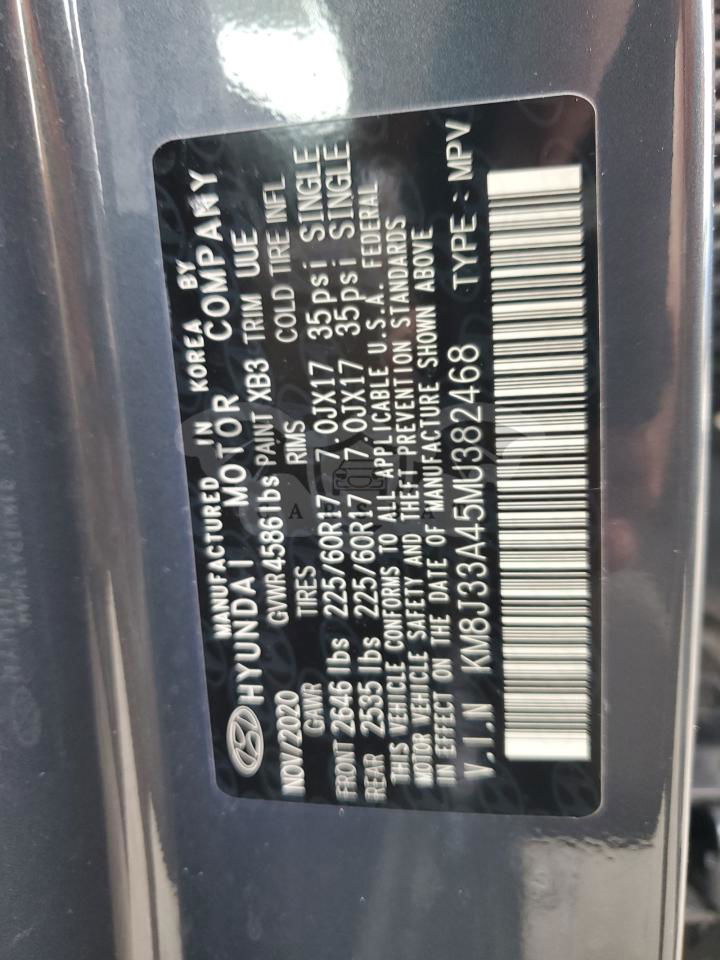 MANUFACTURED IN KOREA BY
HYUNDAI MOTOR COMPANY
NOV/2020 GVWR 4586lbs PAINT XB3 TRIM UUE
GAWR TIRES RIMS COLD TIRE INFL
FRONT 2646 lbs 225/60R17 7.0JX17 35psi SINGLE
REAR 2535 lbs 225/60R17 7.0JX17 35psi SINGLE
THIS VEHICLE CONFORMS TO ALL APPLICABLE U.S.A. FEDERAL
MOTOR VEHICLE SAFETY AND THEFT PREVENTION STANDARDS
IN EFFECT ON THE DATE OF MANUFACTURE SHOWN ABOVE
V.I.N KM8J33A45MU382468 TYPE : MPV